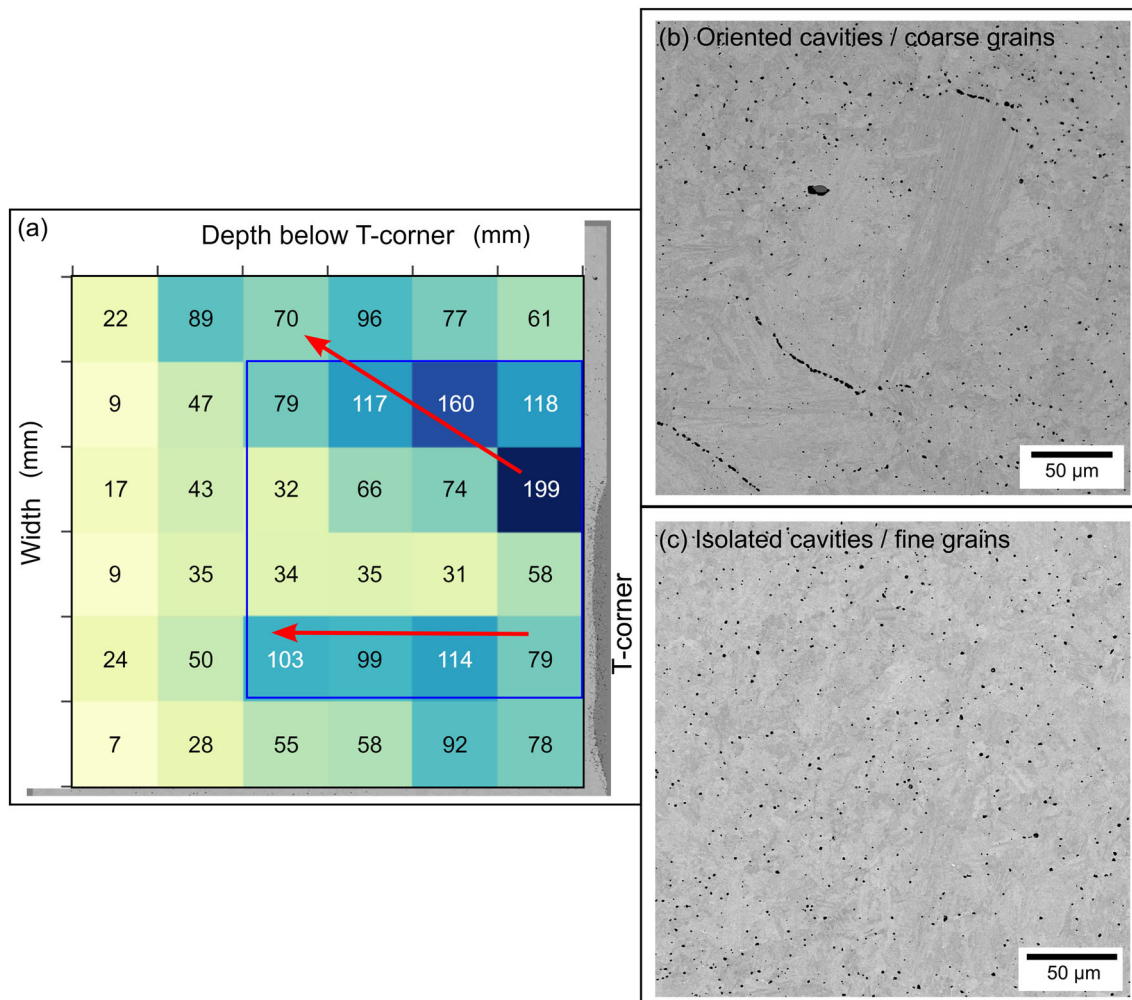 (a)
Depth below T-corner (mm)
Width (mm)
22 89 70 96 77 61
9 47 79 117 160 118
17 43 32 66 74 199
9 35 34 35 31 58
24 50 103 99 114 79
7 28 55 58 92 78
T-corner
(b) Oriented cavities / coarse grains
50 µm
(c) Isolated cavities / fine grains
50 µm